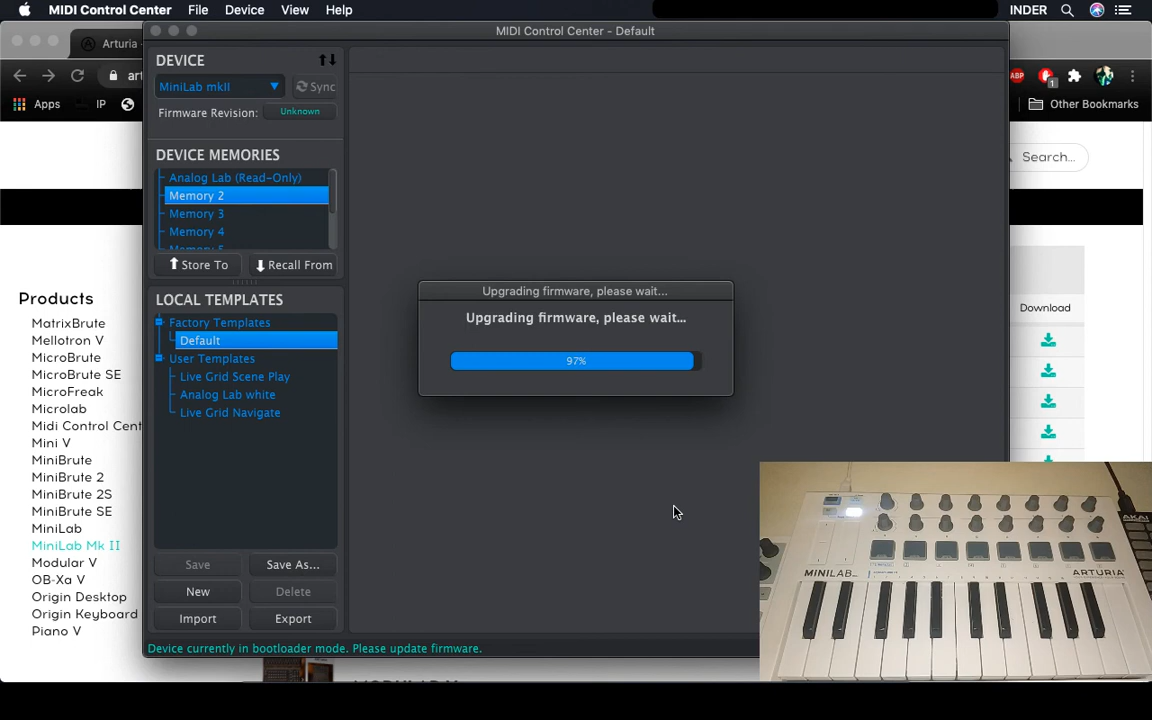 MIDI Control Center File Device View Help INDER
MIDI Control Center - Default
Arturia
DEVICE
MiniLab mkII Sync
Firmware Revision: Unknown
art
ABP 1
Apps IP Other Bookmarks
DEVICE MEMORIES
Analog Lab (Read-Only)
Memory 2
Memory 3
Memory 4
Store To Recall From
Search...
LOCAL TEMPLATES
Factory Templates
Default
User Templates
Live Grid Scene Play
Analog Lab white
Live Grid Navigate
Save Save As...
New Delete
Import Export
Device currently in bootloader mode. Please update firmware.
Upgrading firmware, please wait...
Upgrading firmware, please wait...
97%
Products
MatrixBrute
Mellotron V
MicroBrute
MicroBrute SE
MicroFreak
Microlab
Midi Control Cent
Mini V
MiniBrute
MiniBrute 2
MiniBrute 2S
MiniBrute SE
MiniLab
MiniLab Mk II
Modular V
OB-Xa V
Origin Desktop
Origin Keyboard
Piano V
Download
AKAI
MINILAB ARTURIA